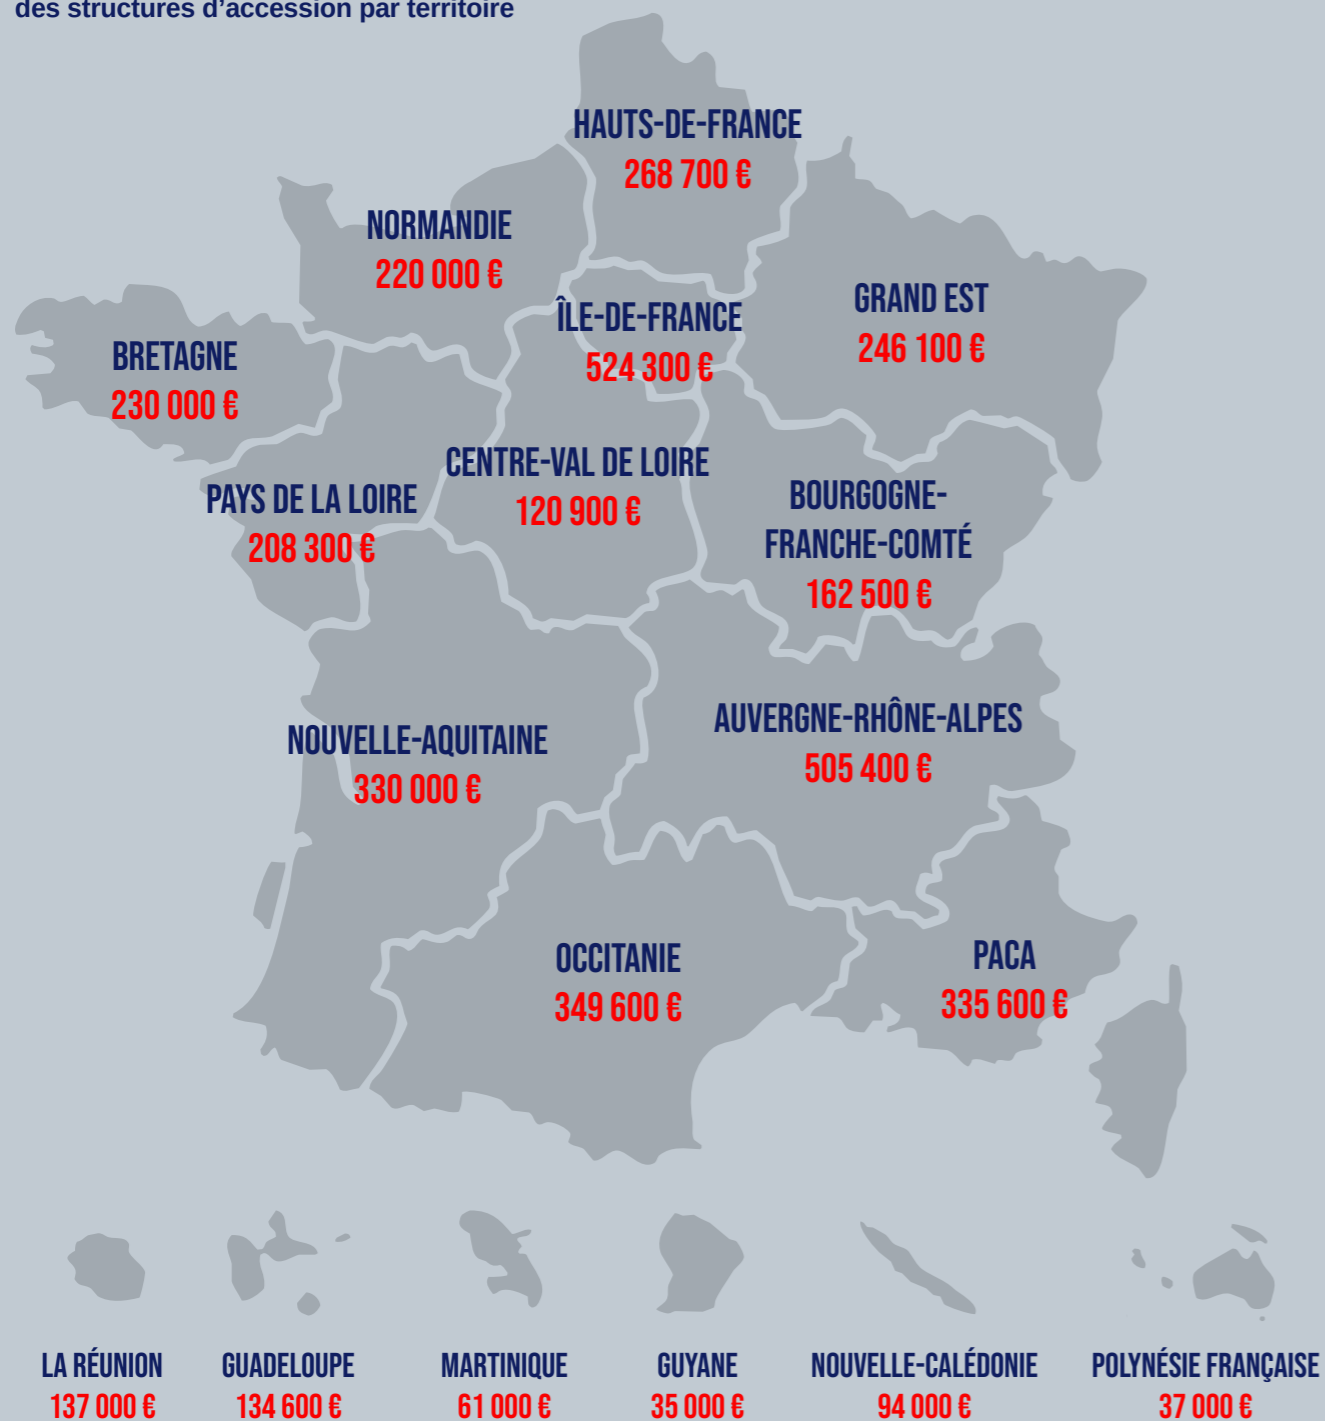 des structures d'accession par territoire
HAUTS-DE-FRANCE
268 700 €
NORMANDIE
220 000 €
ÎLE-DE-FRANCE
524 300 €
GRAND EST
246 100 €
BRETAGNE
230 000 €
CENTRE-VAL DE LOIRE
120 900 €
PAYS DE LA LOIRE
208 300 €
BOURGOGNE-
FRANCHE-COMTÉ
162 500 €
NOUVELLE-AQUITAINE
330 000 €
AUVERGNE-RHÔNE-ALPES
505 400 €
OCCITANIE
349 600 €
PACA
335 600 €
LA RÉUNION
137 000 €
GUADELOUPE
134 600 €
MARTINIQUE
61 000 €
GUYANE
35 000 €
NOUVELLE-CALÉDONIE
94 000 €
POLYNÉSIE FRANÇAISE
37 000 €